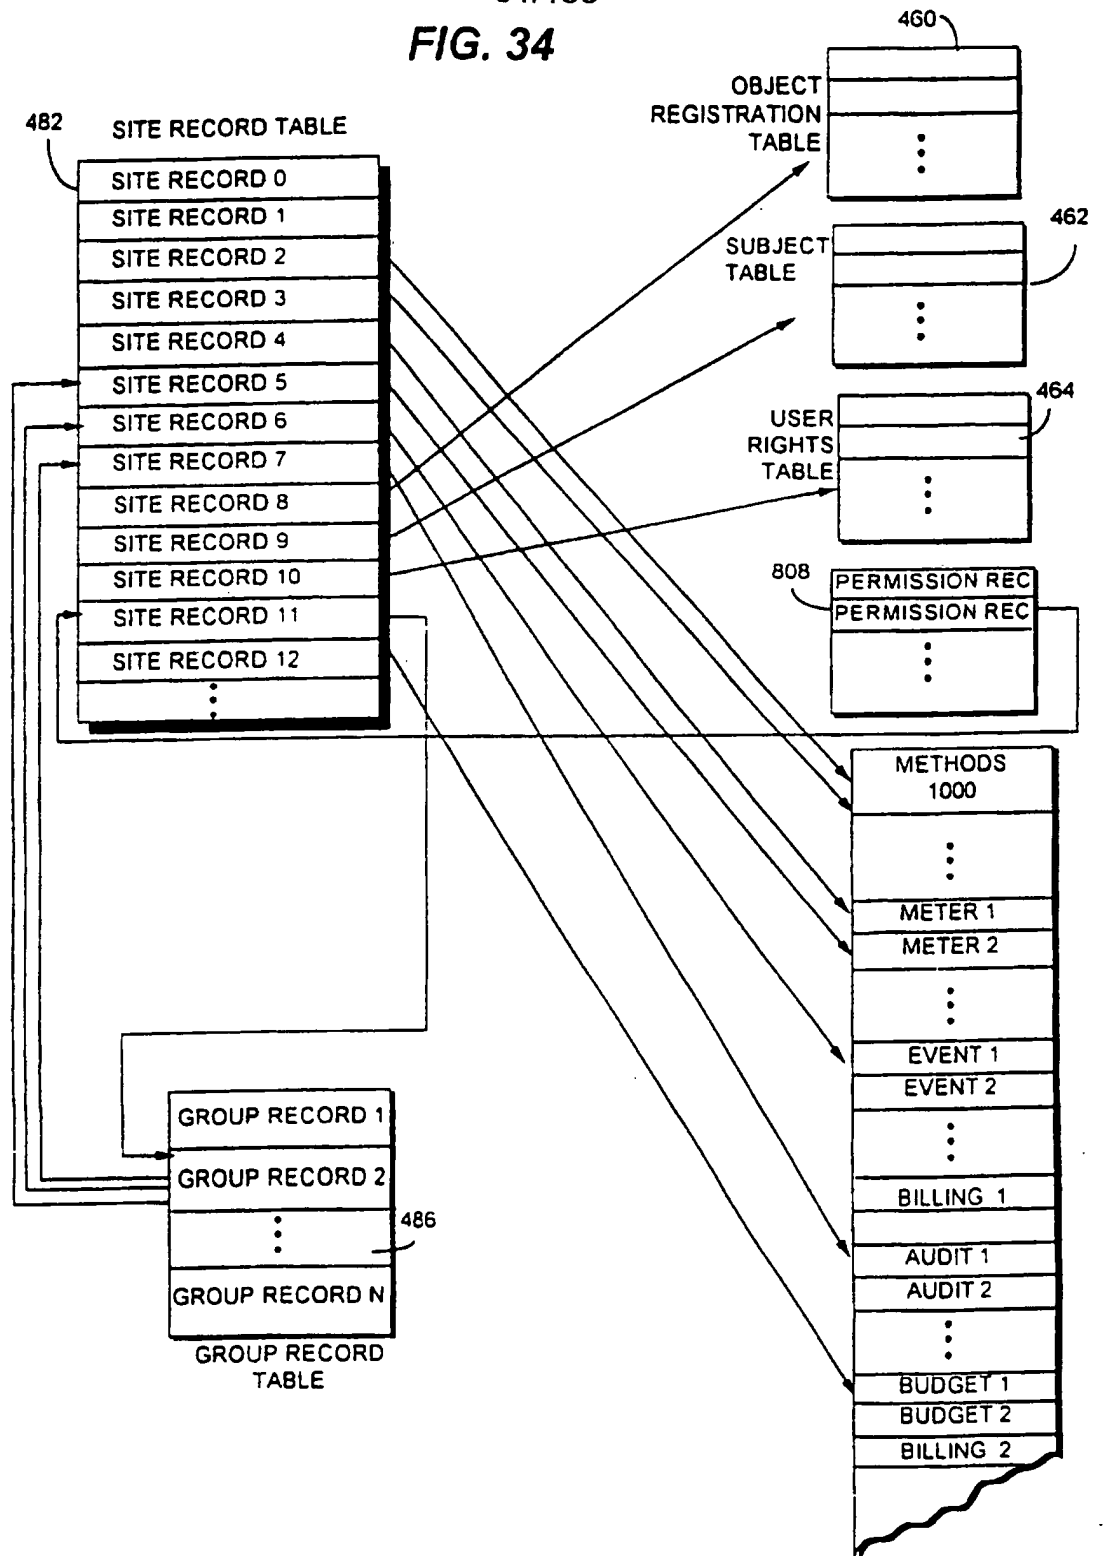 FIG. 34
460
OBJECT
REGISTRATION
TABLE
482
SITE RECORD TABLE
SITE RECORD 0
SITE RECORD 1
SITE RECORD 2
SITE RECORD 3
SITE RECORD 4
SITE RECORD 5
SITE RECORD 6
SITE RECORD 7
SITE RECORD 8
SITE RECORD 9
SITE RECORD 10
SITE RECORD 11
SITE RECORD 12
SUBJECT
TABLE
462
USER
RIGHTS
TABLE
464
808
PERMISSION REC
PERMISSION REC
METHODS
1000
METER 1
METER 2
EVENT 1
EVENT 2
BILLING 1
AUDIT 1
AUDIT 2
BUDGET 1
BUDGET 2
BILLING 2
GROUP RECORD 1
GROUP RECORD 2
486
GROUP RECORD N
GROUP RECORD
TABLE